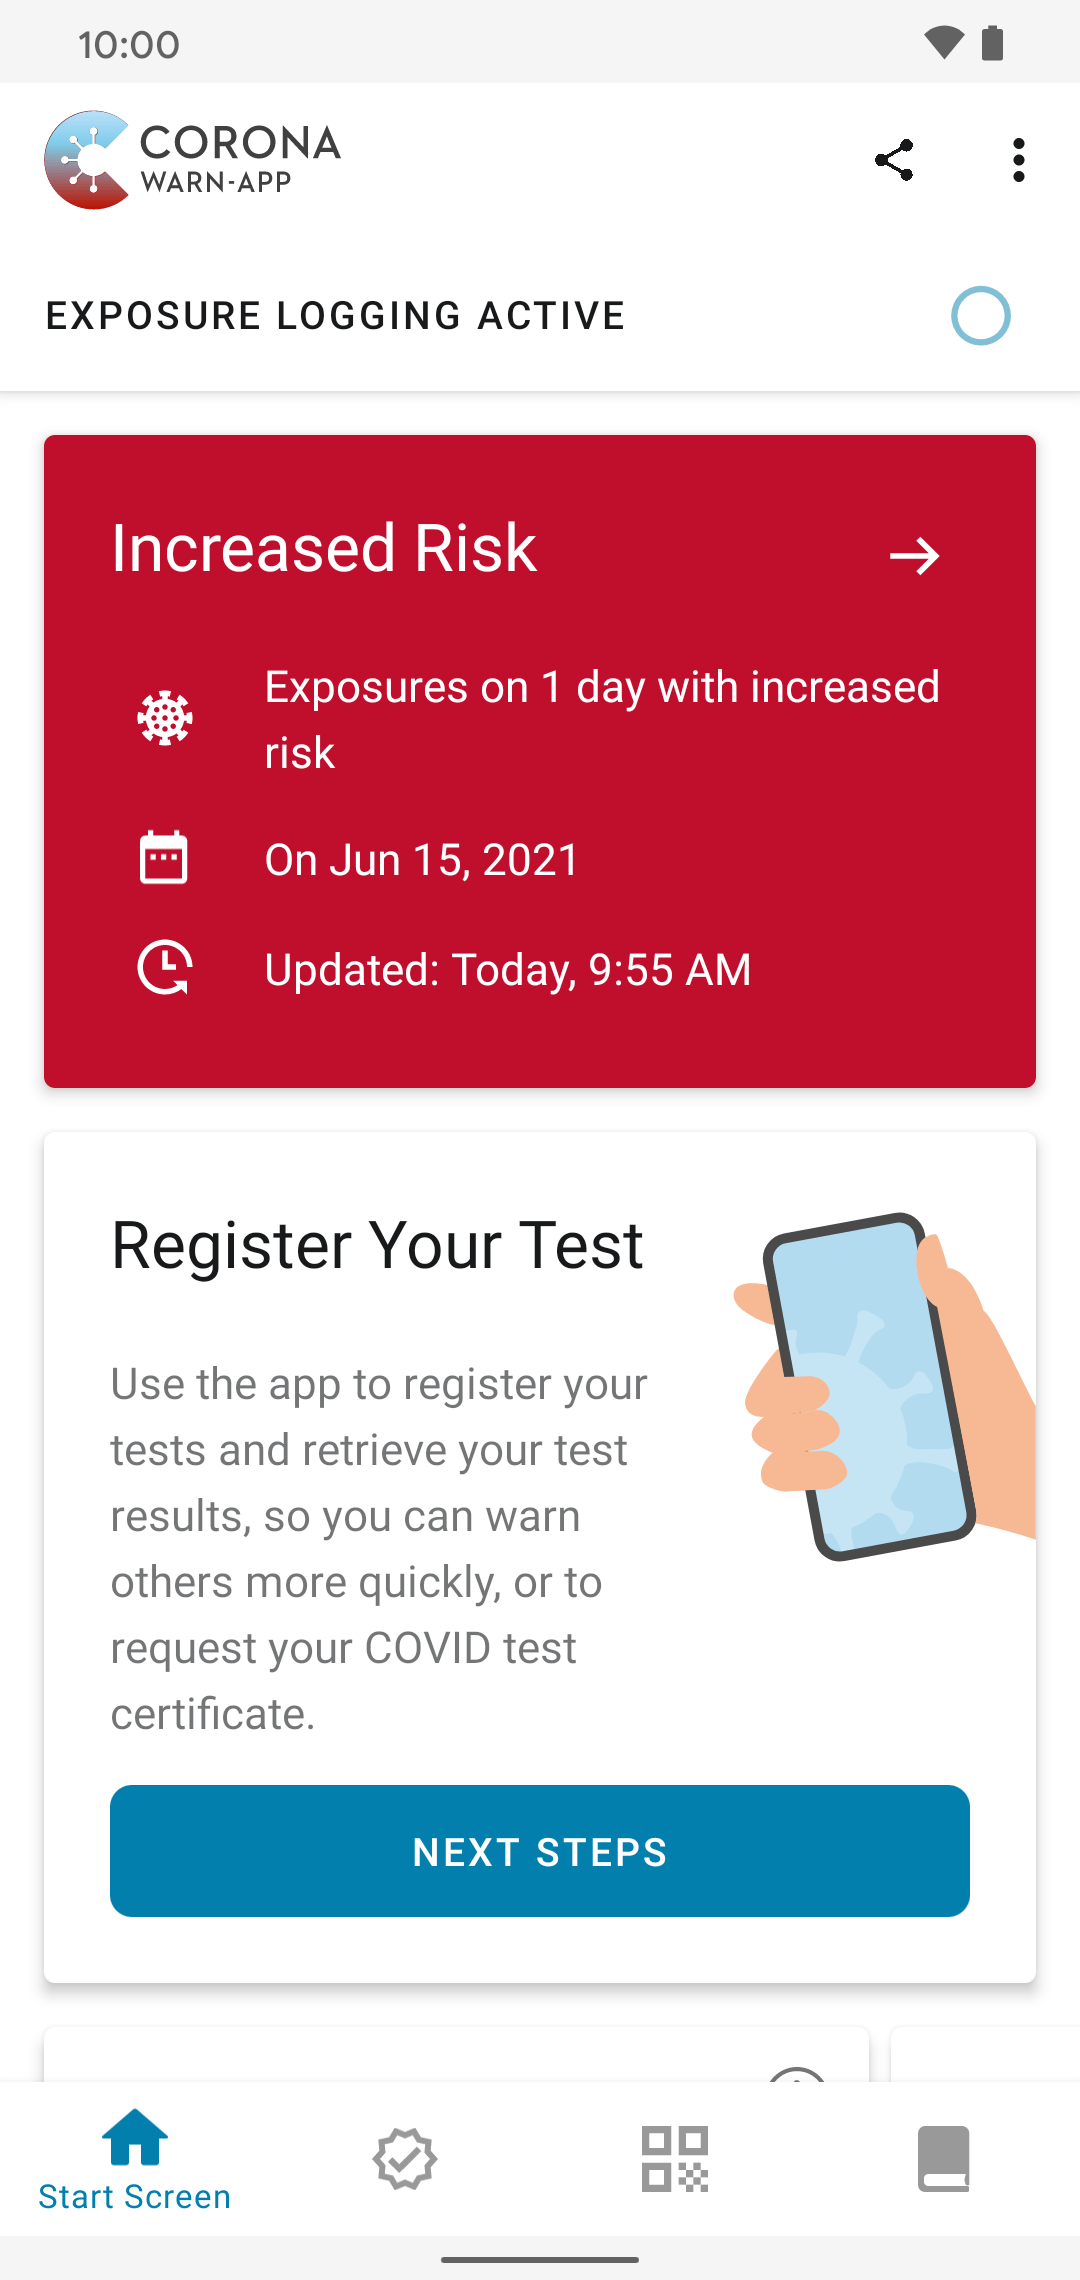 10:00
CORONA
WARN-APP
EXPOSURE LOGGING ACTIVE
Increased Risk
Exposures on 1 day with increased
risk
On Jun 15, 2021
Updated: Today, 9:55 AM
Register Your Test
Use the app to register your
tests and retrieve your test
results, so you can warn
others more quickly, or to
request your COVID test
certificate.
NEXT STEPS
Start Screen